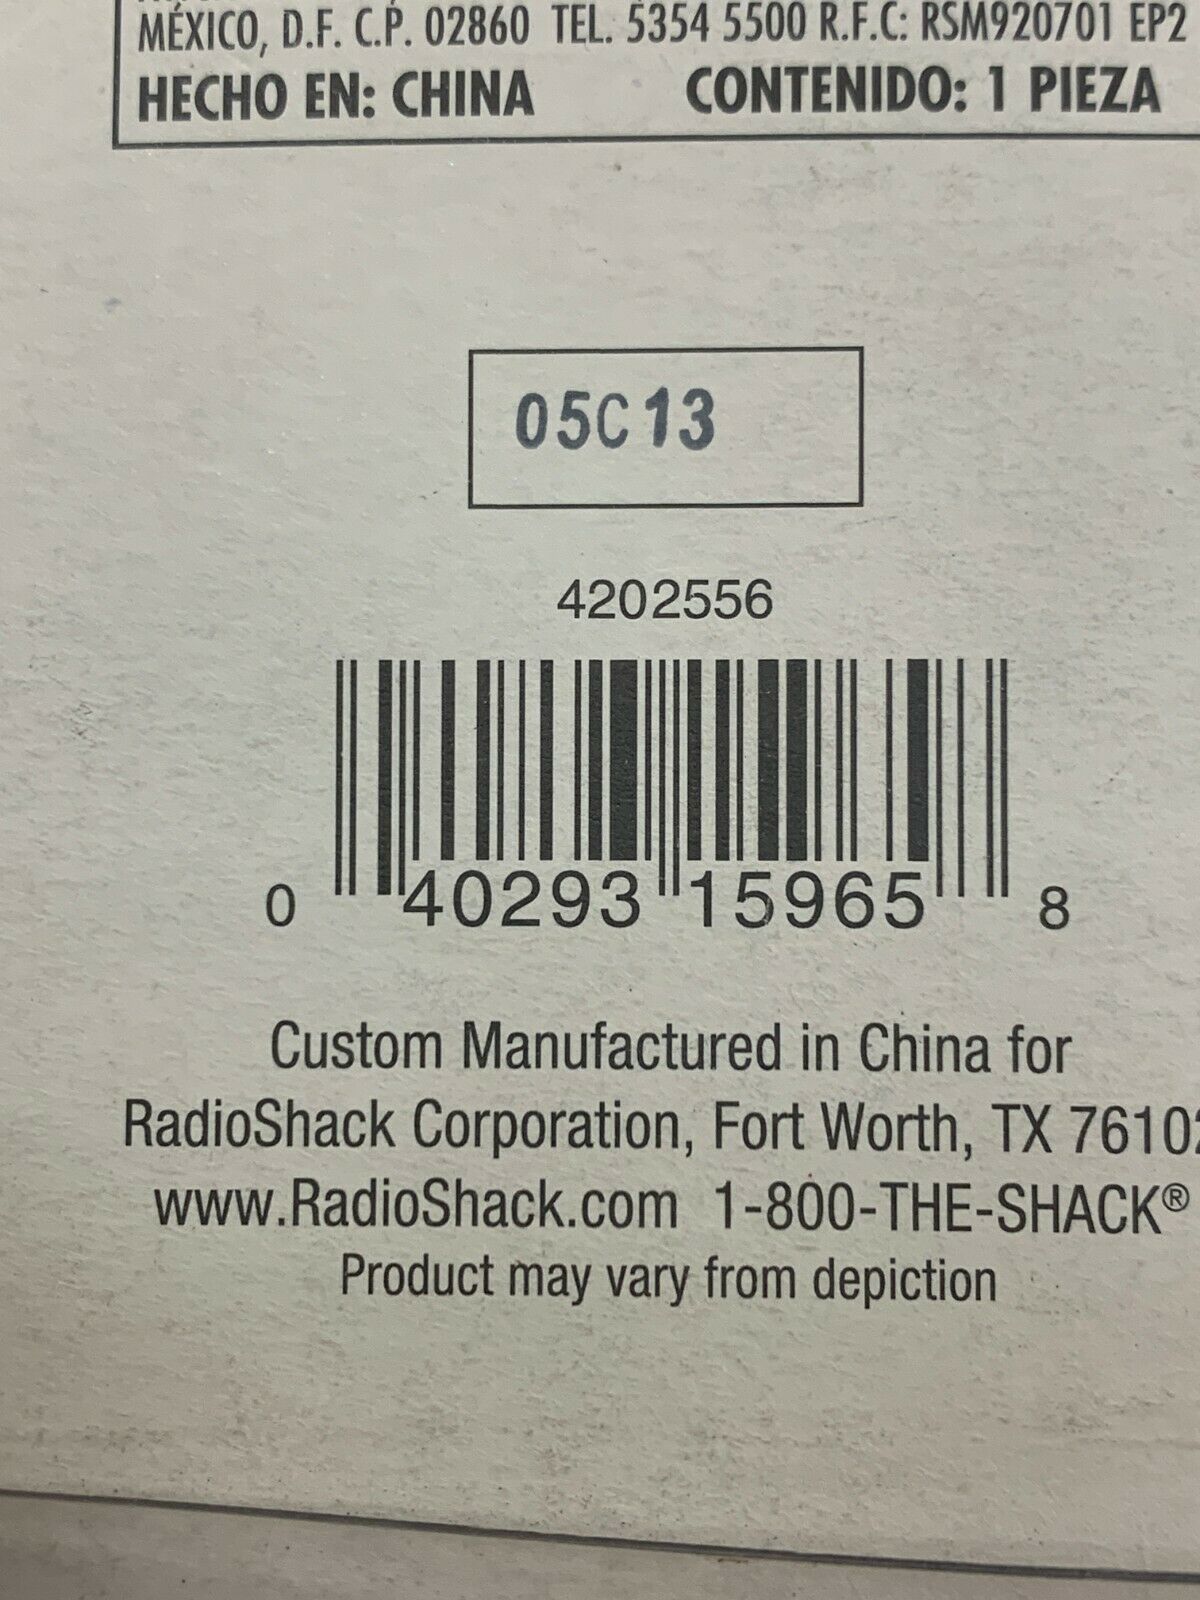 MÉXICO, D.F. C.P. 02860 TEL. 5354 5500 R.F.C: RSM920701 EP2
HECHO EN: CHINA CONTENIDO: 1 PIEZA
05C13
4202556
0 40293 15965 8
Custom Manufactured in China for
RadioShack Corporation, Fort Worth, TX 76102
www.RadioShack.com 1-800-THE-SHACK®
Product may vary from depiction